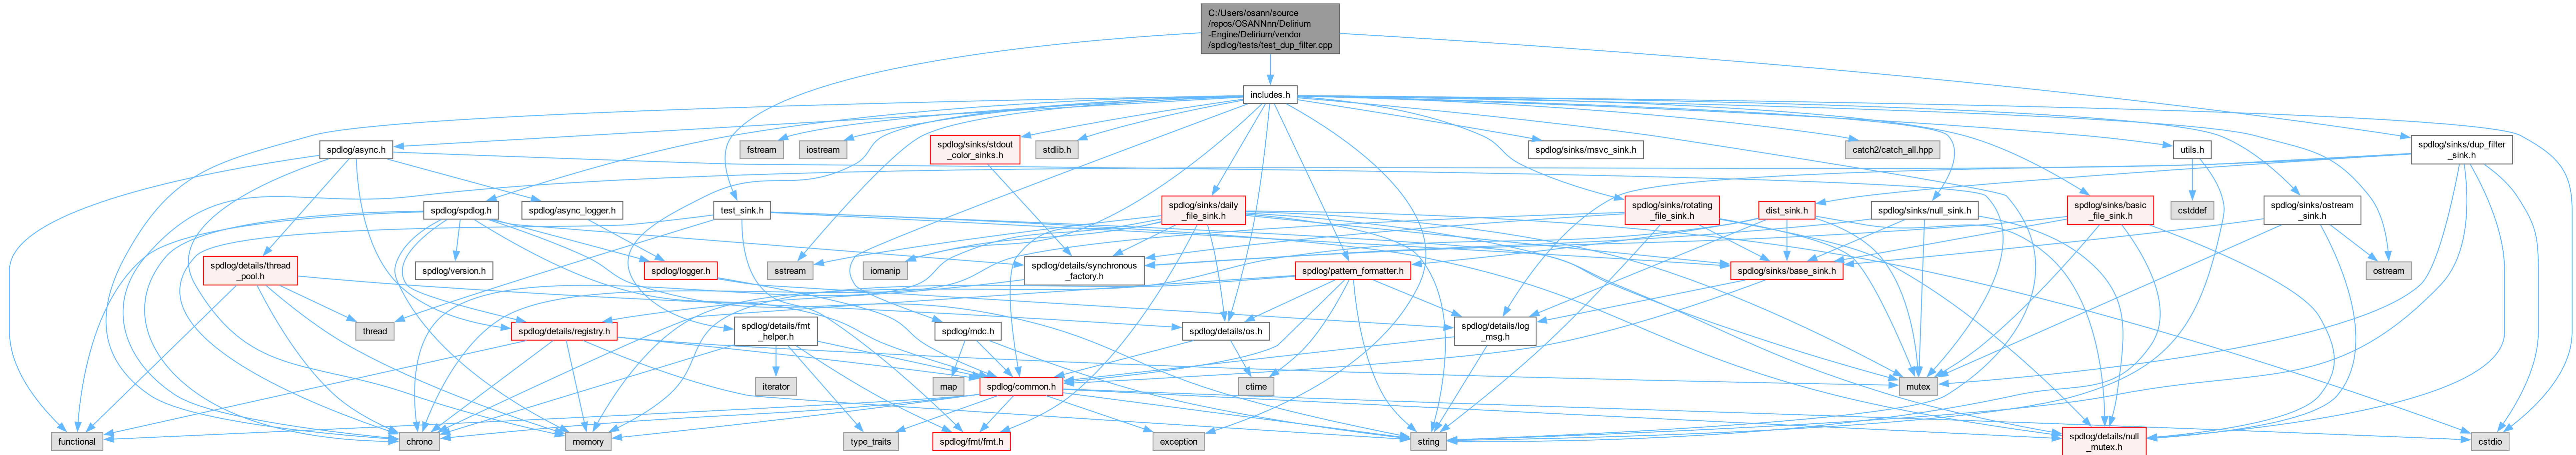 C:/Users/osann/source
/repos/OSANNnn/Delirium
-Engine/Delirium/vendor
/spdlog/tests/test_dup_filter.cpp
includes.h
spdlog/async.h
fstream
iostream
spdlog/sinks/stdout
_color_sinks.h
stdlib.h
spdlog/sinks/msvc_sink.h
catch2/catch_all.hpp
utils.h
spdlog/sinks/dup_filter
_sink.h
spdlog/spdlog.h
spdlog/async_logger.h
test_sink.h
spdlog/sinks/daily
_file_sink.h
spdlog/sinks/rotating
_file_sink.h
dist_sink.h
spdlog/sinks/null_sink.h
spdlog/sinks/basic
_file_sink.h
cstddef
spdlog/sinks/ostream
_sink.h
spdlog/details/thread
_pool.h
spdlog/version.h
spdlog/logger.h
sstream
iomanip
spdlog/details/synchronous
_factory.h
spdlog/pattern_formatter.h
spdlog/sinks/base_sink.h
ostream
thread
spdlog/details/registry.h
spdlog/details/fmt
_helper.h
spdlog/mdc.h
spdlog/details/os.h
spdlog/details/log
_msg.h
iterator
map
spdlog/common.h
ctime
mutex
functional
chrono
memory
type_traits
spdlog/fmt/fmt.h
exception
string
spdlog/details/null
_mutex.h
cstdio